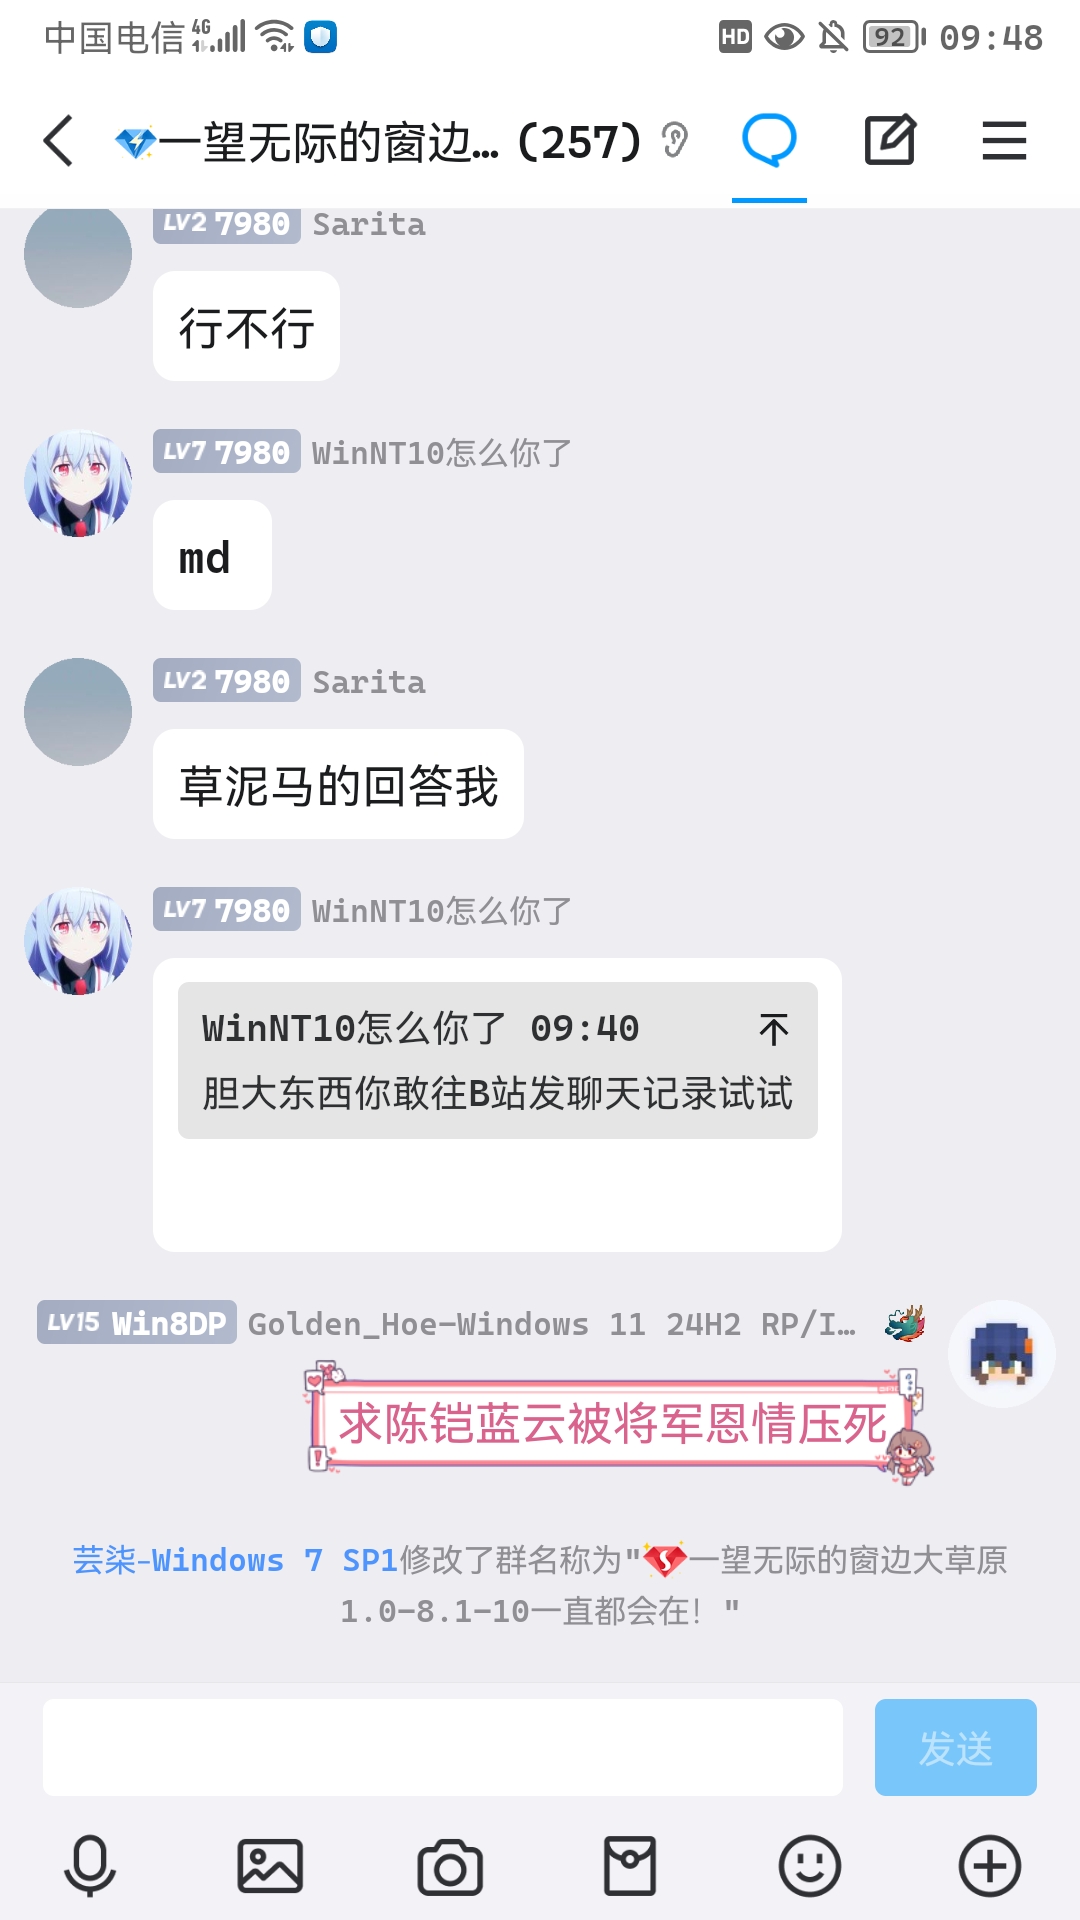 中国电信 4G HD 92 09:48
一望无际的窗边… (257)
LV2 7980 Sarita
行不行
LV7 7980 WinNT10怎么你了
md
LV2 7980 Sarita
草泥马的回答我
LV7 7980 WinNT10怎么你了
WinNT10怎么你了 09:40
胆大东西你敢往B站发聊天记录试试
LV15 Win8DP Golden_Hoe-Windows 11 24H2 RP/I…
求陈铠蓝云被将军恩情压死
芸柒-Windows 7 SP1修改了群名称为"一望无际的窗边大草原
1.0-8.1-10一直都会在！"
发送